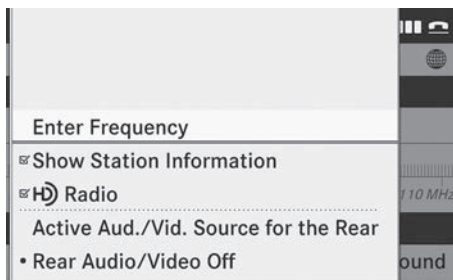 Enter Frequency
Show Station Information
HD Radio
110 MHz
Active Aud./Vid. Source for the Rear
• Rear Audio/Video Off
ound